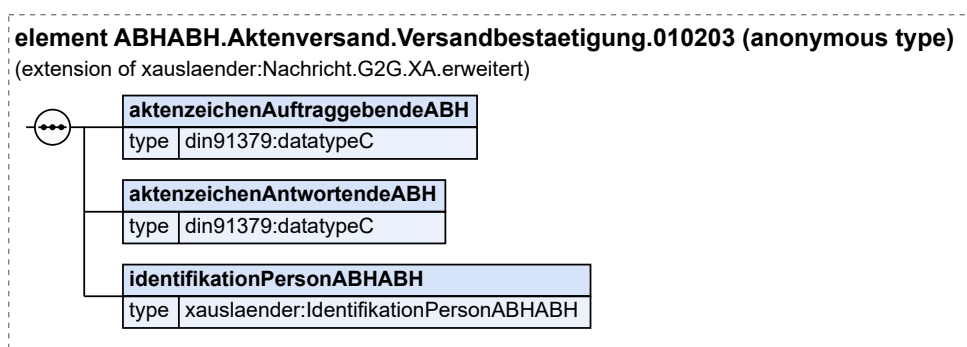 element ABHABH.Aktenversand.Versandbestaetigung.010203 (anonymous type)
(extension of xauslaender:Nachricht.G2G.XA.erweitert)
aktenzeichenAuftraggebendeABH
type din91379:datatypeC
aktenzeichenAntwortendeABH
type din91379:datatypeC
identifikationPersonABHABH
type xauslaender:IdentifikationPersonABHABH